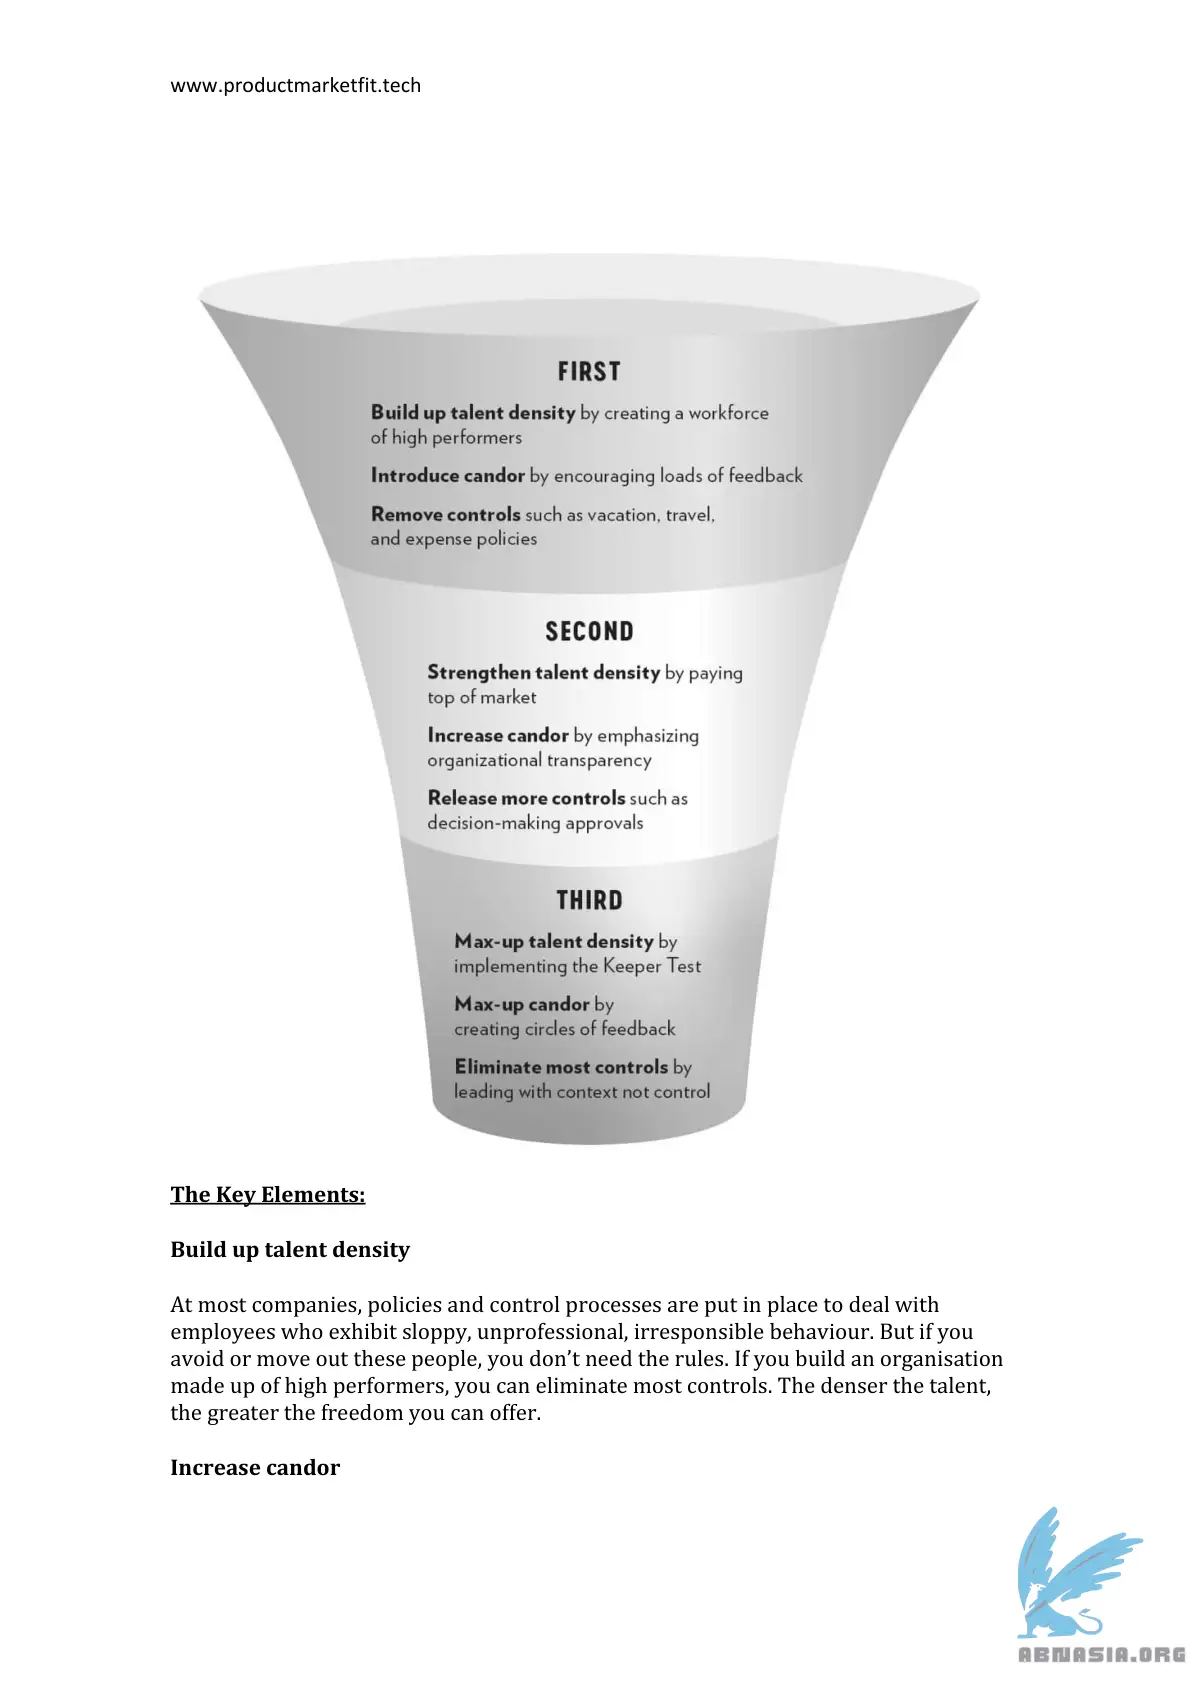 www.productmarketfit.tech
FIRST
Build up talent density by creating a workforce
of high performers
Introduce candor by encouraging loads of feedback
Remove controls such as vacation, travel,
and expense policies
SECOND
Strengthen talent density by paying
top of market
Increase candor by emphasizing
organizational transparency
Release more controls such as
decision-making approvals
THIRD
Max-up talent density by
implementing the Keeper Test
Max-up candor by
creating circles of feedback
Eliminate most controls by
leading with context not control
The Key Elements:
Build up talent density
At most companies, policies and control processes are put in place to deal with
employees who exhibit sloppy, unprofessional, irresponsible behaviour. But if you
avoid or move out these people, you don’t need the rules. If you build an organisation
made up of high performers, you can eliminate most controls. The denser the talent,
the greater the freedom you can offer.
Increase candor
ABNASIA.ORG